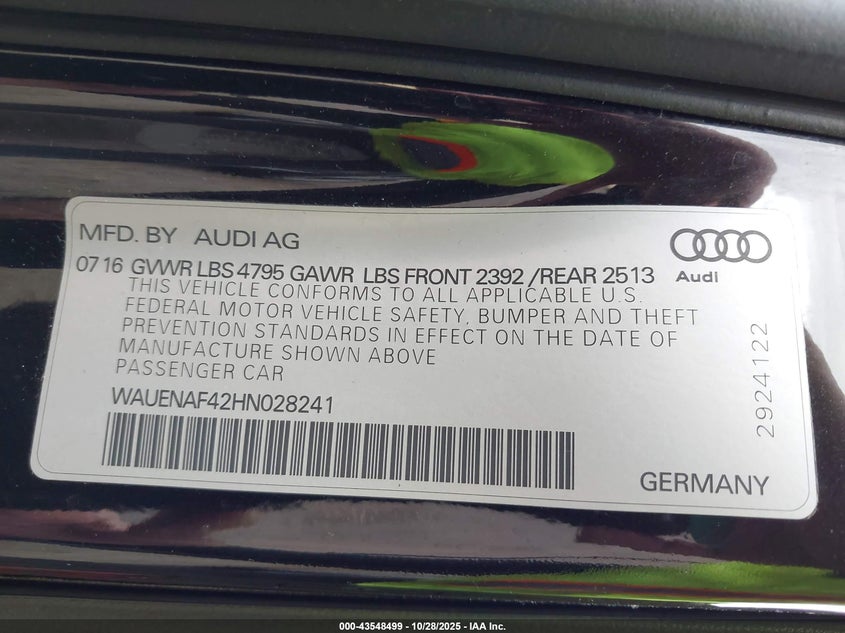 MFD. BY AUDI AG
0716 GVWR LBS 4795 GAWR LBS FRONT 2392 /REAR 2513
Audi
THIS VEHICLE CONFORMS TO ALL APPLICABLE U.S.
FEDERAL MOTOR VEHICLE SAFETY, BUMPER AND THEFT
PREVENTION STANDARDS IN EFFECT ON THE DATE OF
MANUFACTURE SHOWN ABOVE
PASSENGER CAR
WAUENAF42HN028241
2924122
GERMANY
000-43548499 - 10/28/2025 - IAA Inc.